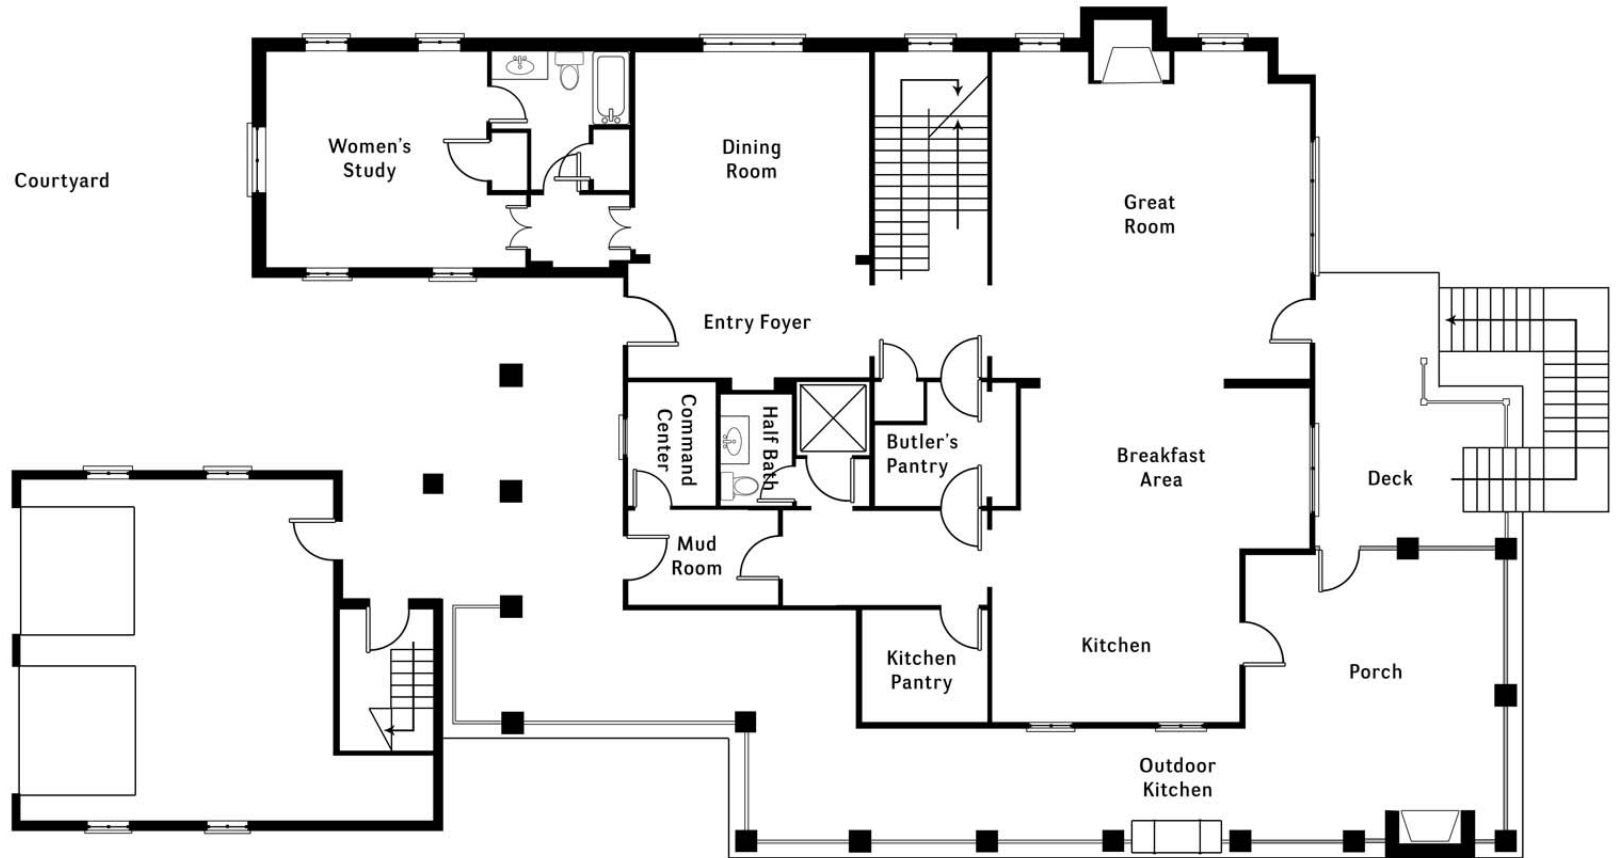 Women's
Study
Dining
Room
Courtyard
Great
Room
Entry Foyer
Command
Center
Half Bath
Butler's
Pantry
Breakfast
Area
Deck
Mud
Room
Kitchen
Kitchen
Pantry
Porch
Outdoor
Kitchen